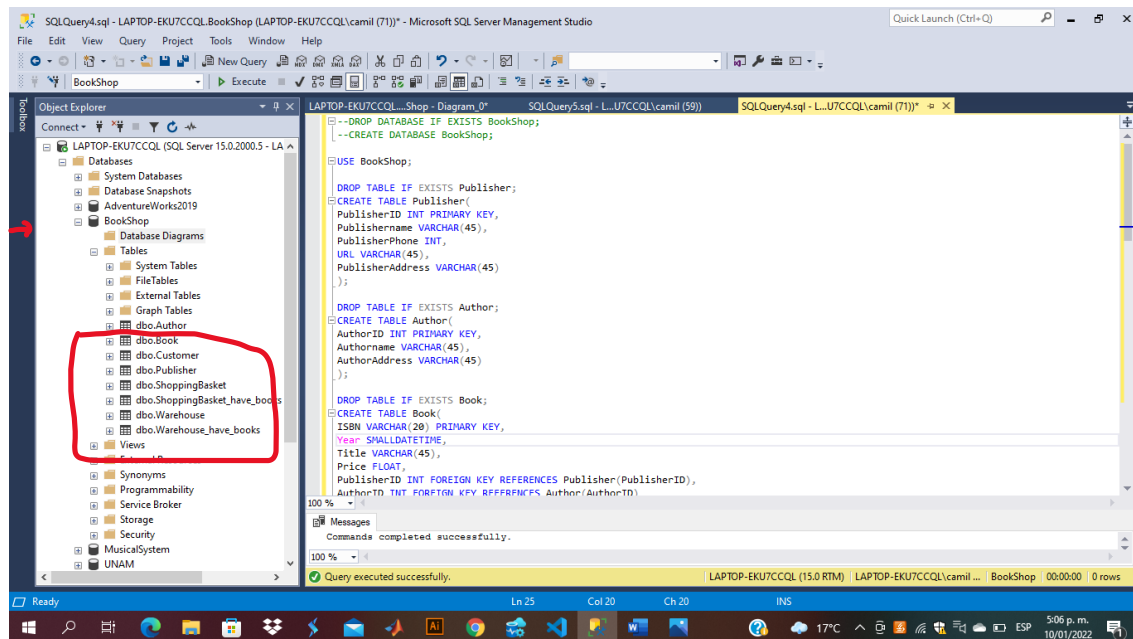 SQLQuery4.sql - LAPTOP-EKU7CCQL.BookShop (LAPTOP-EKU7CCQL\camil (71))* - Microsoft SQL Server Management Studio
Quick Launch (Ctrl+Q)
File Edit View Query Project Tools Window Help
New Query
BookShop
Execute
Toolbox
Object Explorer
LAPTOP-EKU7CCQL....Shop - Diagram_0*
SQLQuery5.sql - L...U7CCQL\camil (59))
SQLQuery4.sql - L...U7CCQL\camil (71))*
Connect
LAPTOP-EKU7CCQL (SQL Server 15.0.2000.5 - LA
Databases
System Databases
Database Snapshots
AdventureWorks2019
BookShop
Database Diagrams
Tables
System Tables
FileTables
External Tables
Graph Tables
dbo.Author
dbo.Book
dbo.Customer
dbo.Publisher
dbo.ShoppingBasket
dbo.ShoppingBasket_have_books
dbo.Warehouse
dbo.Warehouse_have_books
Views
Synonyms
Programmability
Service Broker
Storage
Security
MusicalSystem
UNAM
--DROP DATABASE IF EXISTS BookShop;
--CREATE DATABASE BookShop;
USE BookShop;
DROP TABLE IF EXISTS Publisher;
CREATE TABLE Publisher(
PublisherID INT PRIMARY KEY,
Publishername VARCHAR(45),
PublisherPhone INT,
URL VARCHAR(45),
PublisherAddress VARCHAR(45)
);
DROP TABLE IF EXISTS Author;
CREATE TABLE Author(
AuthorID INT PRIMARY KEY,
Authorname VARCHAR(45),
AuthorAddress VARCHAR(45)
);
DROP TABLE IF EXISTS Book;
CREATE TABLE Book(
ISBN VARCHAR(20) PRIMARY KEY,
Year SMALLDATETIME,
Title VARCHAR(45),
Price FLOAT,
PublisherID INT FOREIGN KEY REFERENCES Publisher(PublisherID),
AuthorID INT FOREIGN KEY REFERENCES Author(AuthorID)
100 %
Messages
Commands completed successfully.
100 %
Query executed successfully.
LAPTOP-EKU7CCQL (15.0 RTM) LAPTOP-EKU7CCQL\camil ... BookShop 00:00:00 0 rows
Ready
Ln 25 Col 20 Ch 20 INS
Ai
17°C
ESP
5:06 p. m.
10/01/2022